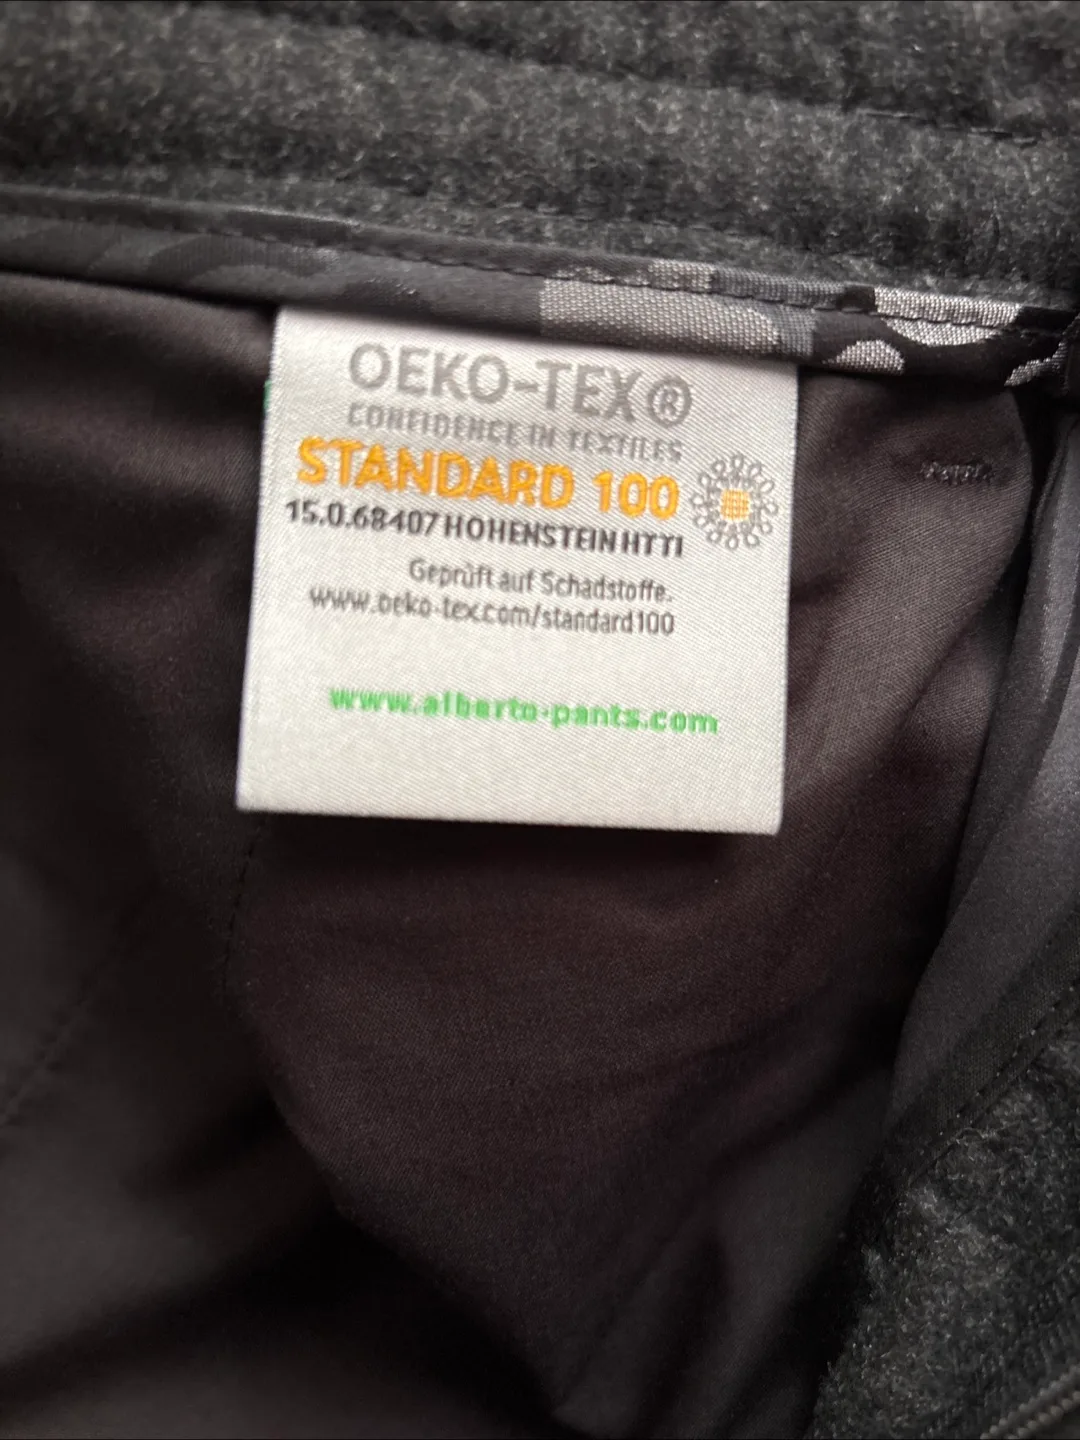 OEKO-TEX®
CONFIDENCE IN TEXTILES
STANDARD 100
15.0.68407 HOHENSTEIN HTTI
Geprüft auf Schadstoffe.
www.oeko-tex.com/standard100
www.alberto-pants.com